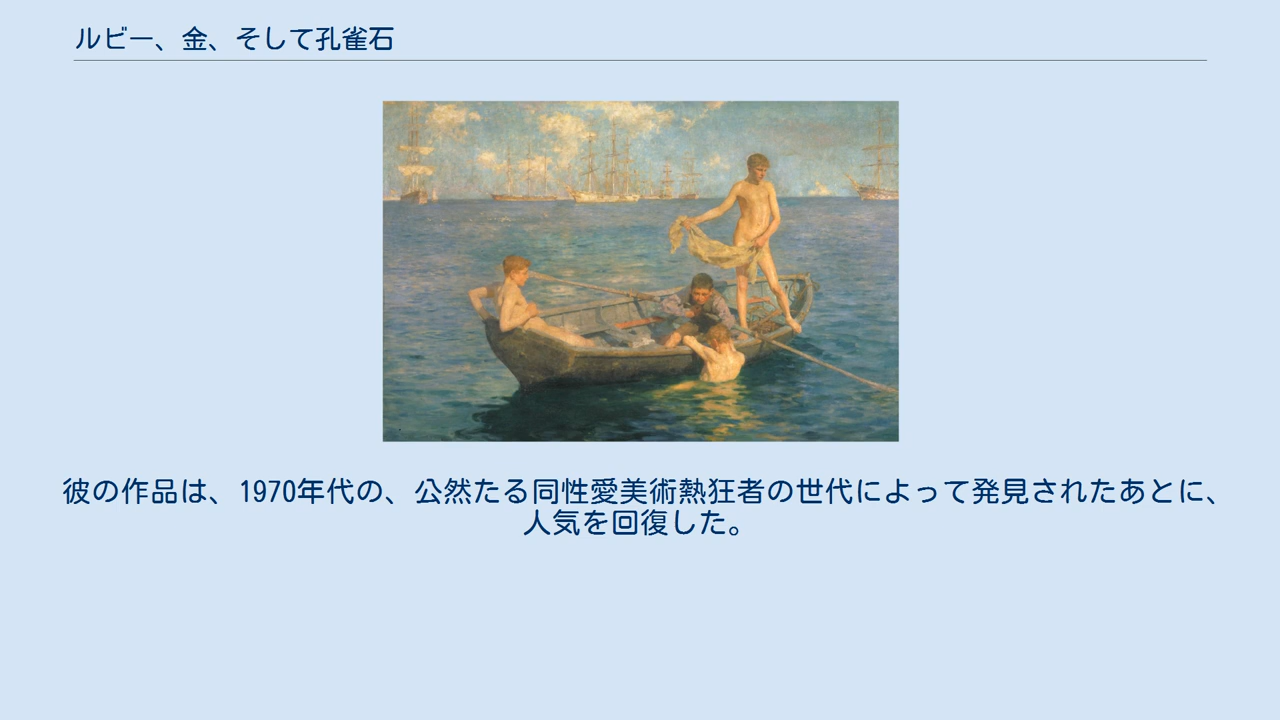 ルビー、金、そして孔雀石
彼の作品は、1970年代の、公然たる同性愛美術熱狂者の世代によって発見されたあとに、
人気を回復した。